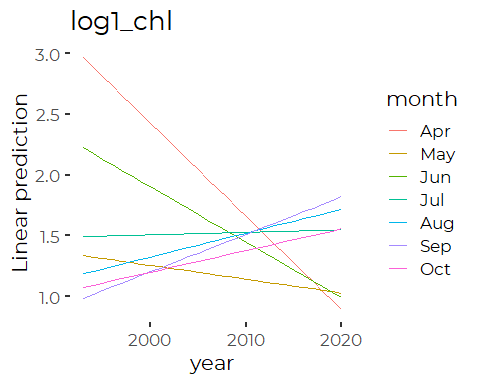 log1_chl
3.0
2.5
2.0
1.5
1.0
Linear prediction
2000
2010
2020
year
month
Apr
May
Jun
Jul
Aug
Sep
Oct